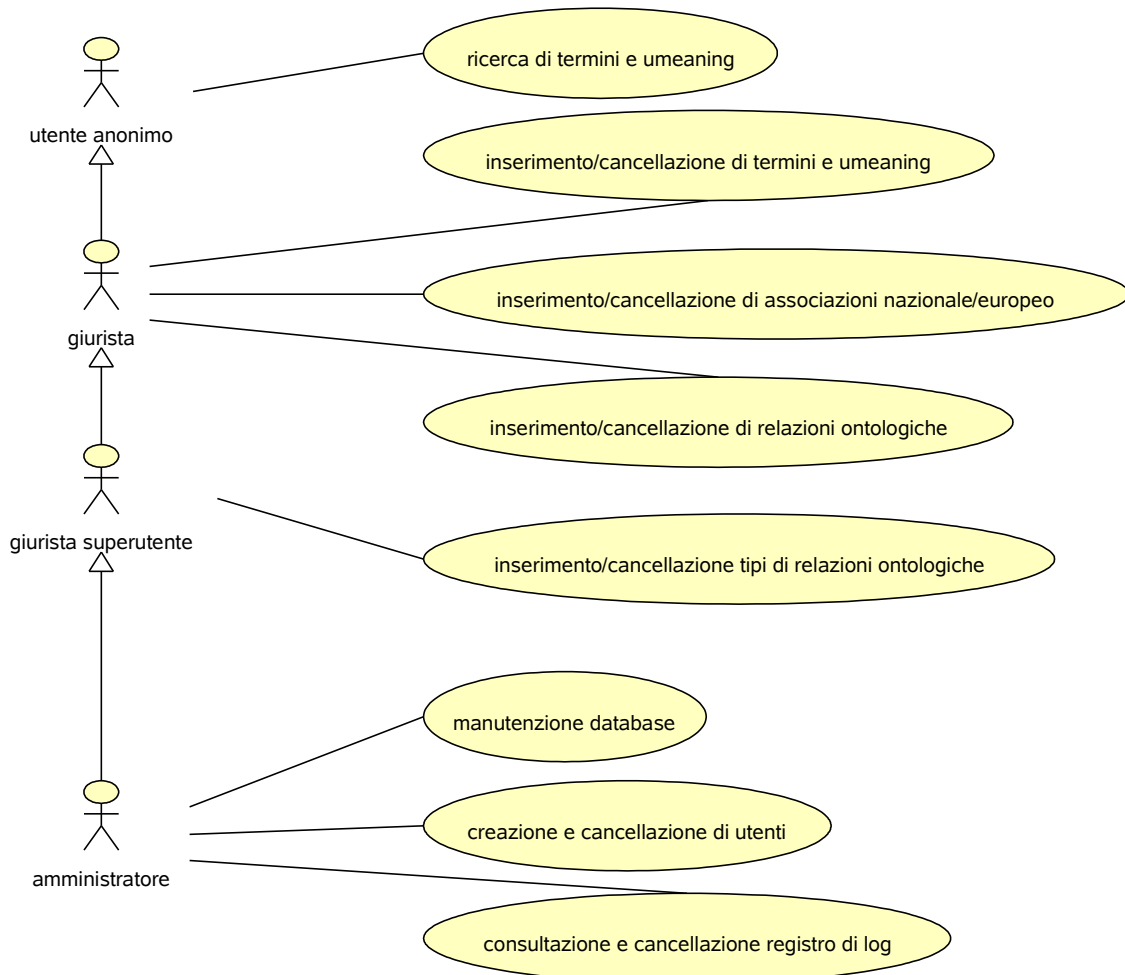 ricerca di termini e umeaning
utente anonimo
inserimento/cancellazione di termini e umeaning
inserimento/cancellazione di associazioni nazionale/europeo
giurista
inserimento/cancellazione di relazioni ontologiche
giurista superutente
inserimento/cancellazione tipi di relazioni ontologiche
manutenzione database
creazione e cancellazione di utenti
amministratore
consultazione e cancellazione registro di log